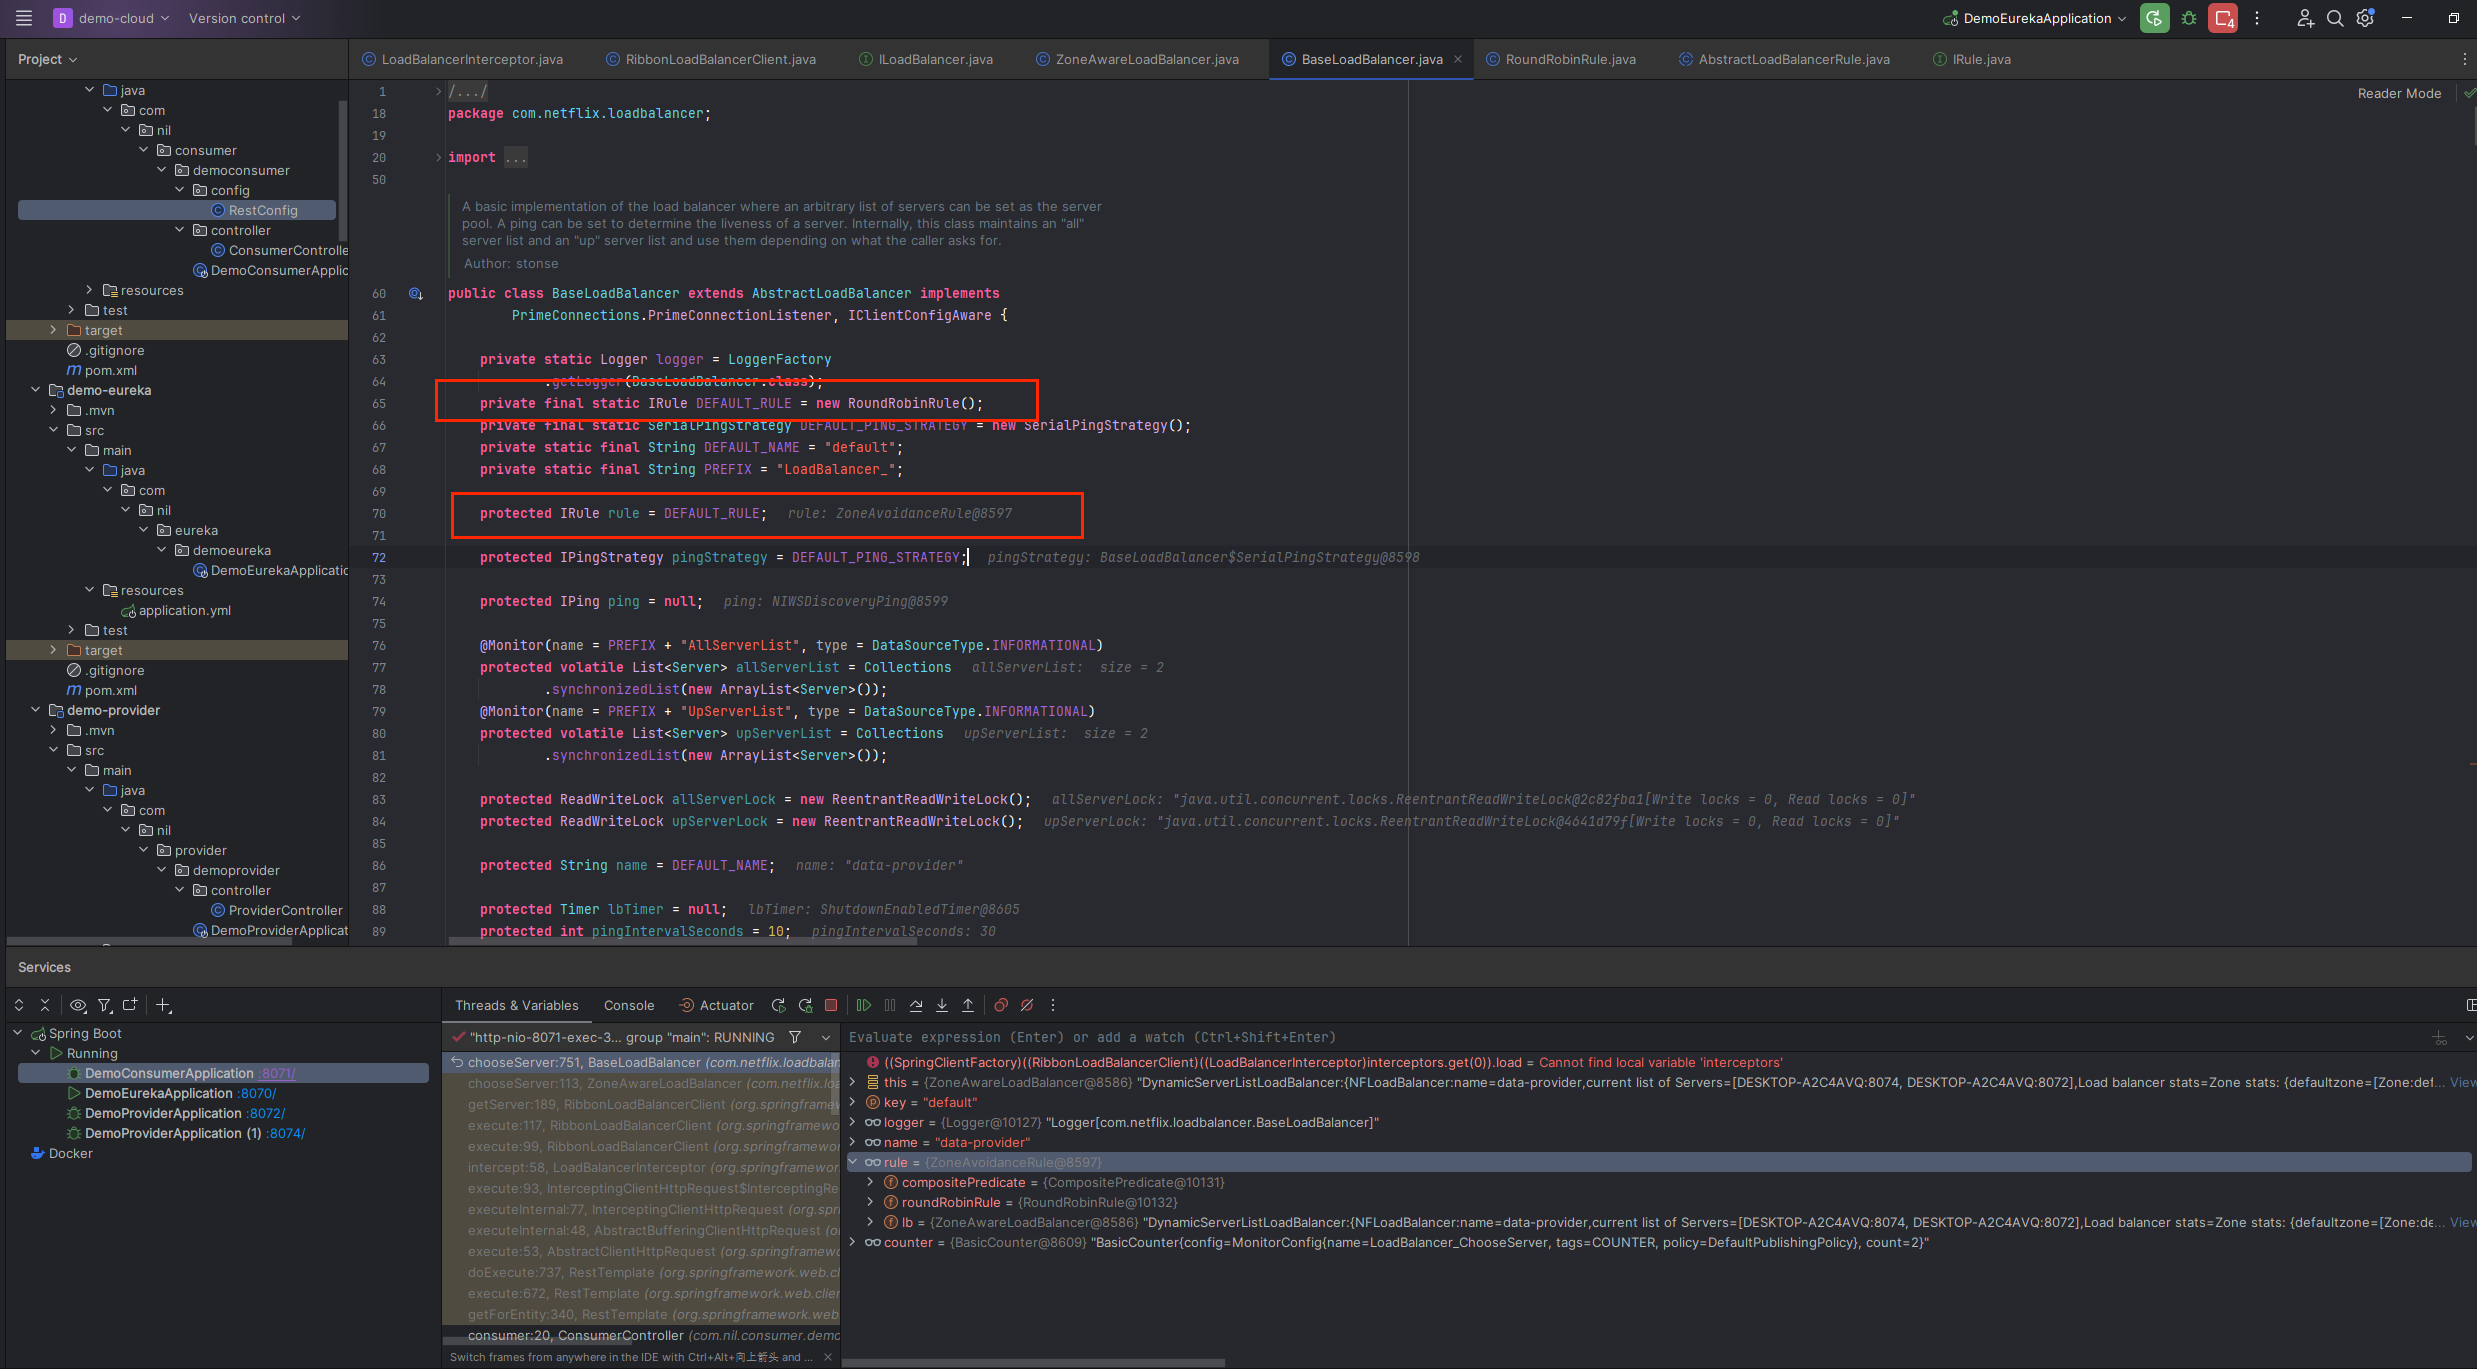 D demo-cloud Version control DemoEurekaApplication 4
Project
LoadBalancerInterceptor.java RibbonLoadBalancerClient.java ILoadBalancer.java ZoneAwareLoadBalancer.java BaseLoadBalancer.java RoundRobinRule.java AbstractLoadBalancerRule.java IRule.java
Reader Mode
java
com
nil
consumer
democonsumer
config
RestConfig
controller
ConsumerControlle
DemoConsumerApplic
resources
test
target
.gitignore
pom.xml
demo-eureka
.mvn
src
main
java
com
nil
eureka
demoeureka
DemoEurekaApplicatio
resources
application.yml
test
target
.gitignore
pom.xml
demo-provider
.mvn
src
main
java
com
nil
provider
demoprovider
controller
ProviderController
DemoProviderApplicat
1 /.../
18 package com.netflix.loadbalancer;
19
20 import ...
50
A basic implementation of the load balancer where an arbitrary list of servers can be set as the server
pool. A ping can be set to determine the liveness of a server. Internally, this class maintains an "all"
server list and an "up" server list and use them depending on what the caller asks for.
Author: stonse
60 public class BaseLoadBalancer extends AbstractLoadBalancer implements
61 PrimeConnections.PrimeConnectionListener, IClientConfigAware {
62
63 private static Logger logger = LoggerFactory
64 .getLogger(BaseLoadBalancer.class);
65 private final static IRule DEFAULT_RULE = new RoundRobinRule();
66 private final static SerialPingStrategy DEFAULT_PING_STRATEGY = new SerialPingStrategy();
67 private static final String DEFAULT_NAME = "default";
68 private static final String PREFIX = "LoadBalancer_";
69
70 protected IRule rule = DEFAULT_RULE; rule: ZoneAvoidanceRule@8597
71
72 protected IPingStrategy pingStrategy = DEFAULT_PING_STRATEGY; pingStrategy: BaseLoadBalancer$SerialPingStrategy@8598
73
74 protected IPing ping = null; ping: NIWSDiscoveryPing@8599
75
76 @Monitor(name = PREFIX + "AllServerList", type = DataSourceType.INFORMATIONAL)
77 protected volatile List<Server> allServerList = Collections allServerList: size = 2
78 .synchronizedList(new ArrayList<Server>());
79 @Monitor(name = PREFIX + "UpServerList", type = DataSourceType.INFORMATIONAL)
80 protected volatile List<Server> upServerList = Collections upServerList: size = 2
81 .synchronizedList(new ArrayList<Server>());
82
83 protected ReadWriteLock allServerLock = new ReentrantReadWriteLock(); allServerLock: "java.util.concurrent.locks.ReentrantReadWriteLock@2c82fba1[Write locks = 0, Read locks = 0]"
84 protected ReadWriteLock upServerLock = new ReentrantReadWriteLock(); upServerLock: "java.util.concurrent.locks.ReentrantReadWriteLock@4641d79f[Write locks = 0, Read locks = 0]"
85
86 protected String name = DEFAULT_NAME; name: "data-provider"
87
88 protected Timer lbTimer = null; lbTimer: ShutdownEnabledTimer@8605
89 protected int pingIntervalSeconds = 10; pingIntervalSeconds: 30
Services
Threads & Variables Console Actuator
Spring Boot
Running
DemoConsumerApplication :8071/
DemoEurekaApplication :8070/
DemoProviderApplication :8072/
DemoProviderApplication (1) :8074/
Docker
"http-nio-8071-exec-3... group "main": RUNNING
chooseServer:751, BaseLoadBalancer (com.netflix.loadbalan
chooseServer:113, ZoneAwareLoadBalancer (com.netflix.loa
getServer:189, RibbonLoadBalancerClient (org.springframew
execute:117, RibbonLoadBalancerClient (org.springframewo
execute:99, RibbonLoadBalancerClient (org.springframewor
intercept:58, LoadBalancerInterceptor (org.springframewor
execute:93, InterceptingClientHttpRequest$InterceptingRe
executeInternal:77, InterceptingClientHttpRequest (org.spr
executeInternal:48, AbstractBufferingClientHttpRequest (or
execute:53, AbstractClientHttpRequest (org.springframewo
doExecute:737, RestTemplate (org.springframework.web.cl
execute:672, RestTemplate (org.springframework.web.clien
getForEntity:340, RestTemplate (org.springframework.web
consumer:20, ConsumerController (com.nil.consumer.demo
Switch frames from anywhere in the IDE with Ctrl+Alt+向上箭头 and ...
Evaluate expression (Enter) or add a watch (Ctrl+Shift+Enter)
((SpringClientFactory)((RibbonLoadBalancerClient)((LoadBalancerInterceptor)interceptors.get(0)).load = Cannot find local variable 'interceptors'
this = {ZoneAwareLoadBalancer@8586} "DynamicServerListLoadBalancer:{NFLoadBalancer:name=data-provider,current list of Servers=[DESKTOP-A2C4AVQ:8074, DESKTOP-A2C4AVQ:8072],Load balancer stats=Zone stats: {defaultzone=[Zone:def... View
key = "default"
logger = {Logger@10127} "Logger[com.netflix.loadbalancer.BaseLoadBalancer]"
name = "data-provider"
rule = {ZoneAvoidanceRule@8597}
compositePredicate = {CompositePredicate@10131}
roundRobinRule = {RoundRobinRule@10132}
lb = {ZoneAwareLoadBalancer@8586} "DynamicServerListLoadBalancer:{NFLoadBalancer:name=data-provider,current list of Servers=[DESKTOP-A2C4AVQ:8074, DESKTOP-A2C4AVQ:8072],Load balancer stats=Zone stats: {defaultzone=[Zone:de... View
counter = {BasicCounter@8609} "BasicCounter{config=MonitorConfig{name=LoadBalancer_ChooseServer, tags=COUNTER, policy=DefaultPublishingPolicy}, count=2}"